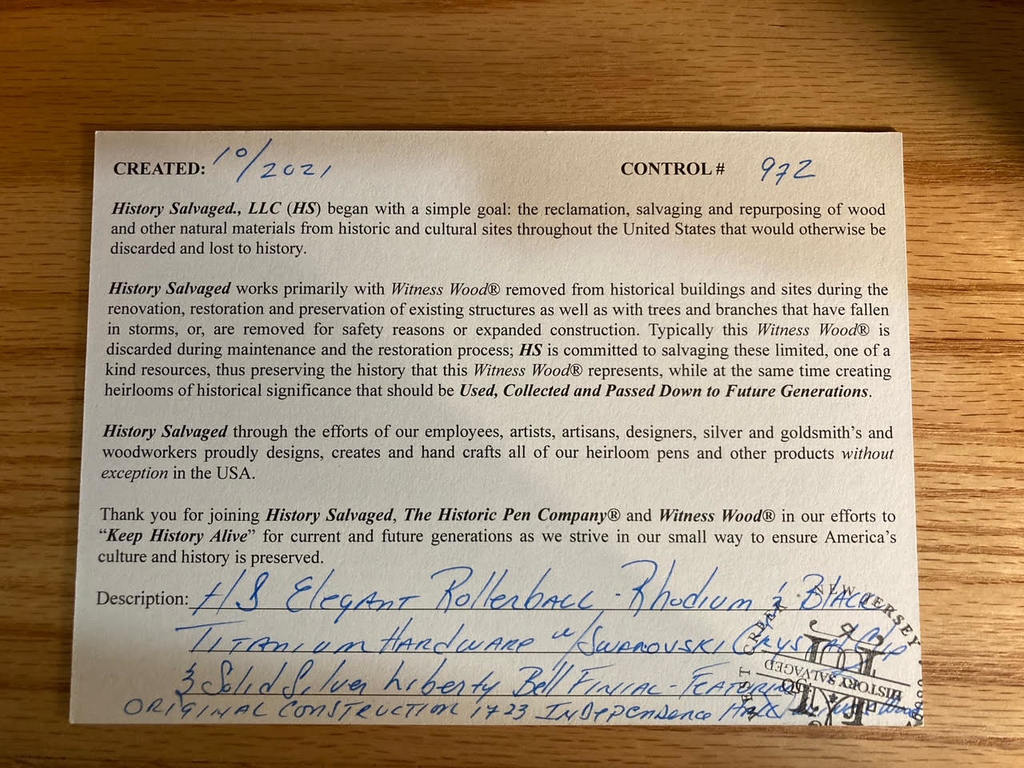 CREATED: 10/2021 CONTROL # 972
History Salvaged., LLC (HS) began with a simple goal: the reclamation, salvaging and repurposing of wood
and other natural materials from historic and cultural sites throughout the United States that would otherwise be
discarded and lost to history.
History Salvaged works primarily with Witness Wood® removed from historical buildings and sites during the
renovation, restoration and preservation of existing structures as well as with trees and branches that have fallen
in storms, or, are removed for safety reasons or expanded construction. Typically this Witness Wood® is
discarded during maintenance and the restoration process; HS is committed to salvaging these limited, one of a
kind resources, thus preserving the history that this Witness Wood® represents, while at the same time creating
heirlooms of historical significance that should be Used, Collected and Passed Down to Future Generations.
History Salvaged through the efforts of our employees, artists, artisans, designers, silver and goldsmith's and
woodworkers proudly designs, creates and hand crafts all of our heirloom pens and other products without
exception in the USA.
Thank you for joining History Salvaged, The Historic Pen Company® and Witness Wood® in our efforts to
“Keep History Alive” for current and future generations as we strive in our small way to ensure America’s
culture and history is preserved.
Description: HS Elegant Rollerball - Rhodium & Black
Titanium Hardware w/Swarovski Crystal Clip
& Solid Silver Liberty Bell Finial - Featuring
Original Construction 1723 Independence Hall
NEW JERSEY
HISTORY SALVAGED
HISTORY SALVAGED